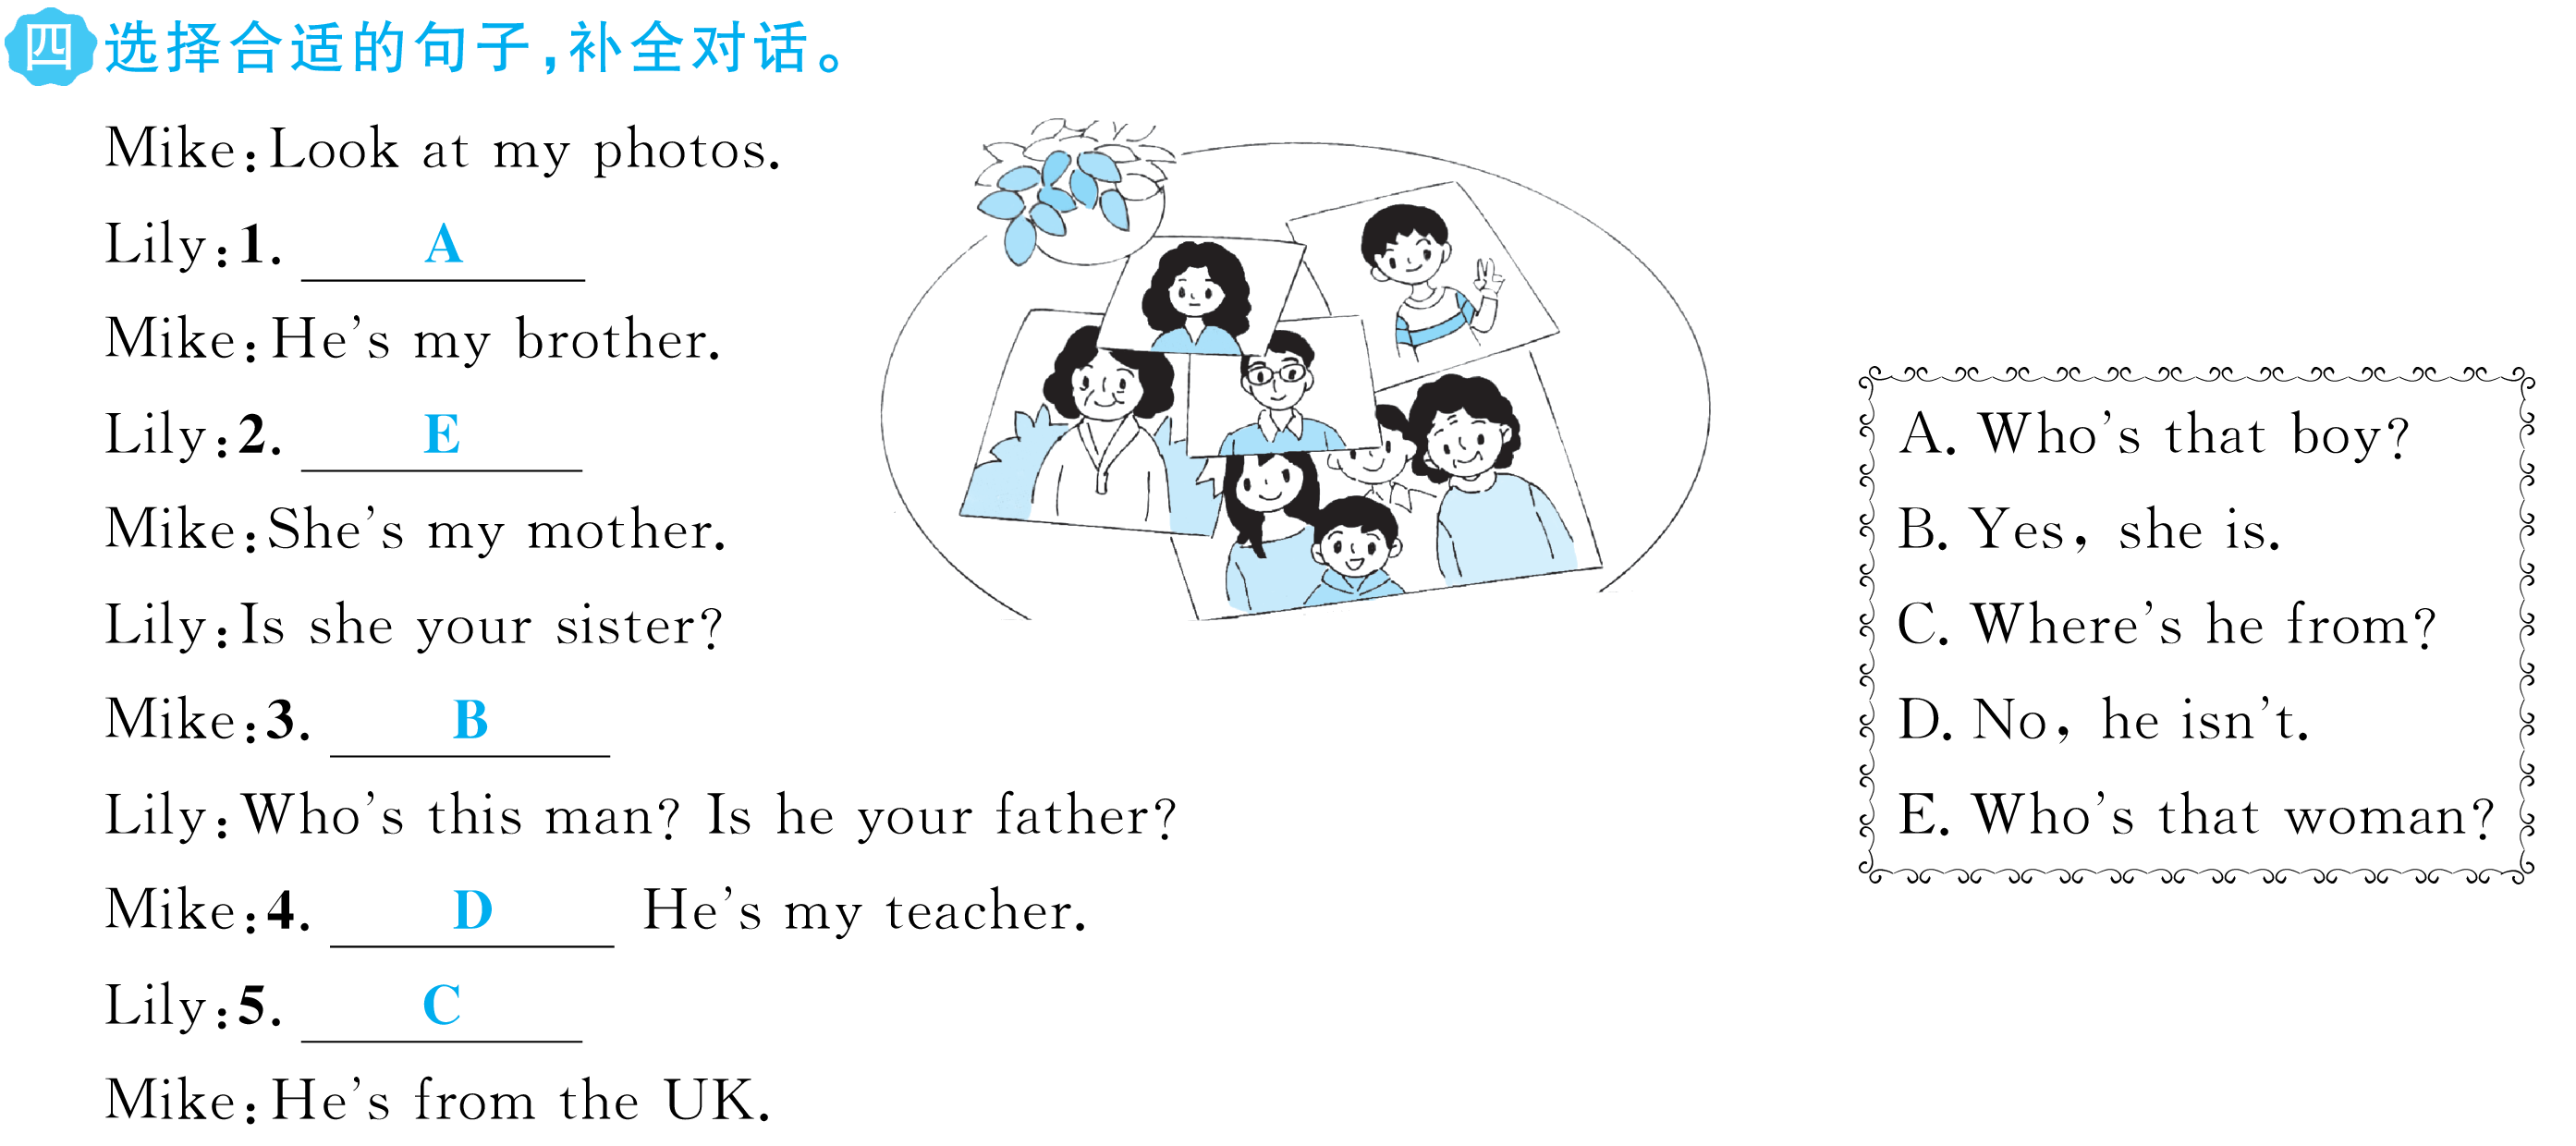 四 选择合适的句子,补全对话。
Mike:Look at my photos.
Lily:1. A
Mike:He's my brother.
Lily:2. E
Mike:She's my mother.
Lily:Is she your sister?
Mike:3. B
Lily:Who's this man? Is he your father?
Mike:4. D He's my teacher.
Lily:5. C
Mike:He's from the UK.
A. Who's that boy?
B. Yes, she is.
C. Where's he from?
D. No, he isn't.
E. Who's that woman?